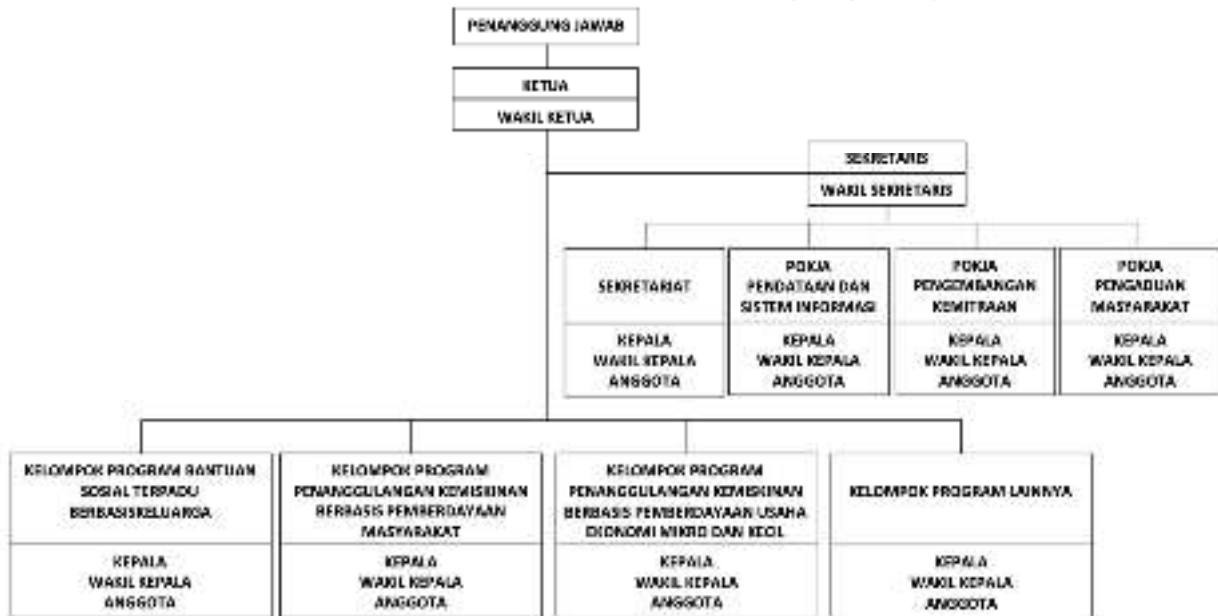 PENANGGUNG JAWAB
KETUA
WAKIL KETUA
SEKRETARIS
WAKIL SEKRETARIS
SEKRETARIAT
KEPALA
WAKIL KEPALA
ANGGOTA
POKJA
PENDATAAN DAN
SISTEM INFORMASI
KEPALA
WAKIL KEPALA
ANGGOTA
POKJA
PENGEMBANGAN
KEMITRAAN
KEPALA
WAKIL KEPALA
ANGGOTA
POKJA
PENGADUAN
MASYARAKAT
KEPALA
WAKIL KEPALA
ANGGOTA
KELOMPOK PROGRAM BANTUAN
SOSIAL TERPADU
BERBASISKELUARGA
KEPALA
WAKIL KEPALA
ANGGOTA
KELOMPOK PROGRAM
PENANGGULANGAN KEMISKINAN
BERBASIS PEMBERDAYAAN
MASYARAKAT
KEPALA
WAKIL KEPALA
ANGGOTA
KELOMPOK PROGRAM
PENANGGULANGAN KEMISKINAN
BERBASIS PEMBERDAYAAN USAHA
EKONOMI MIKRO DAN KECIL
KEPALA
WAKIL KEPALA
ANGGOTA
KELOMPOK PROGRAM LAINNYA
KEPALA
WAKIL KEPALA
ANGGOTA